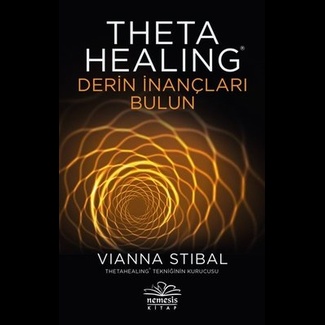 THETA
HEALING®
DERİN İNANÇLARI
BULUN
VIANNA STIBAL
THETAHEALING® TEKNİĞİNİN KURUCUSU
nemesis
KİTAP